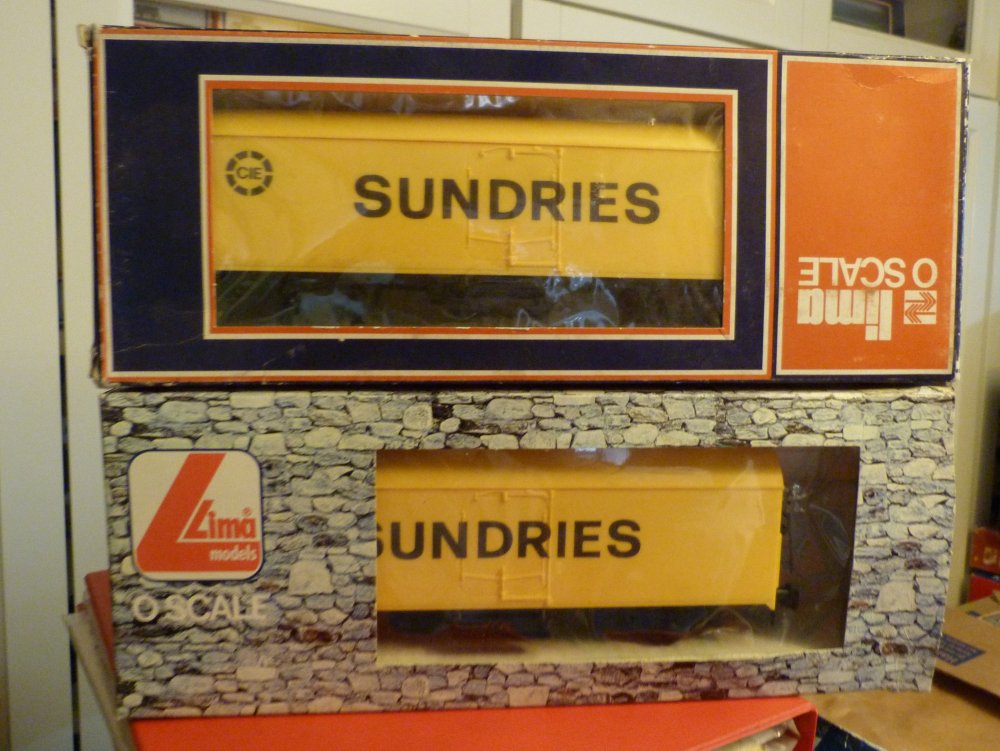 CIE
SUNDRIES
lima
O SCALE
SUNDRIES
Lima®
models
O SCALE